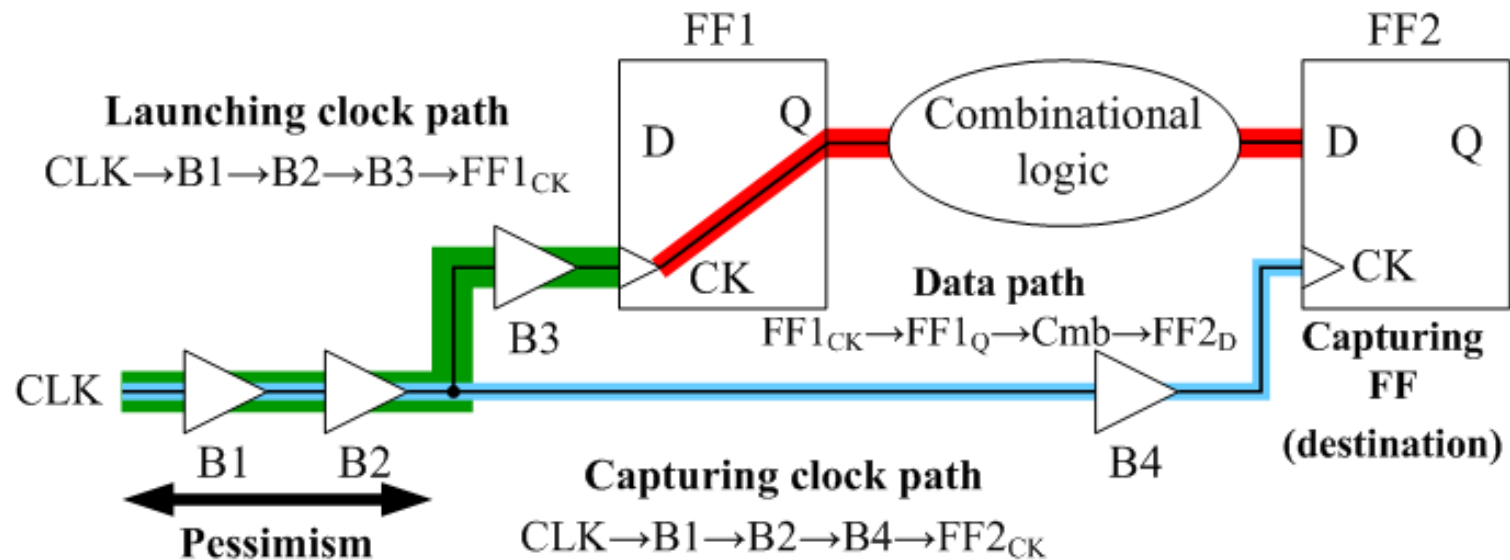 FF1
FF2
Launching clock path
CLK→B1→B2→B3→FF1CK
D
Q
CK
Combinational
logic
D
Q
CK
B3
Data path
FF1CK→FF1Q→Cmb→FF2D
Capturing
FF
(destination)
CLK
B1
B2
B4
Pessimism
Capturing clock path
CLK→B1→B2→B4→FF2CK